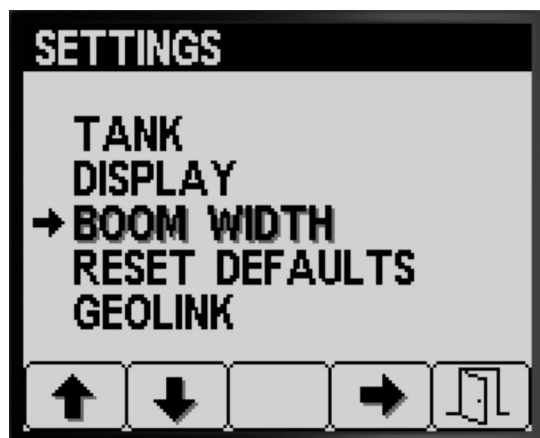 SETTINGS
TANK
DISPLAY
BOOM WIDTH
RESET DEFAULTS
GEOLINK